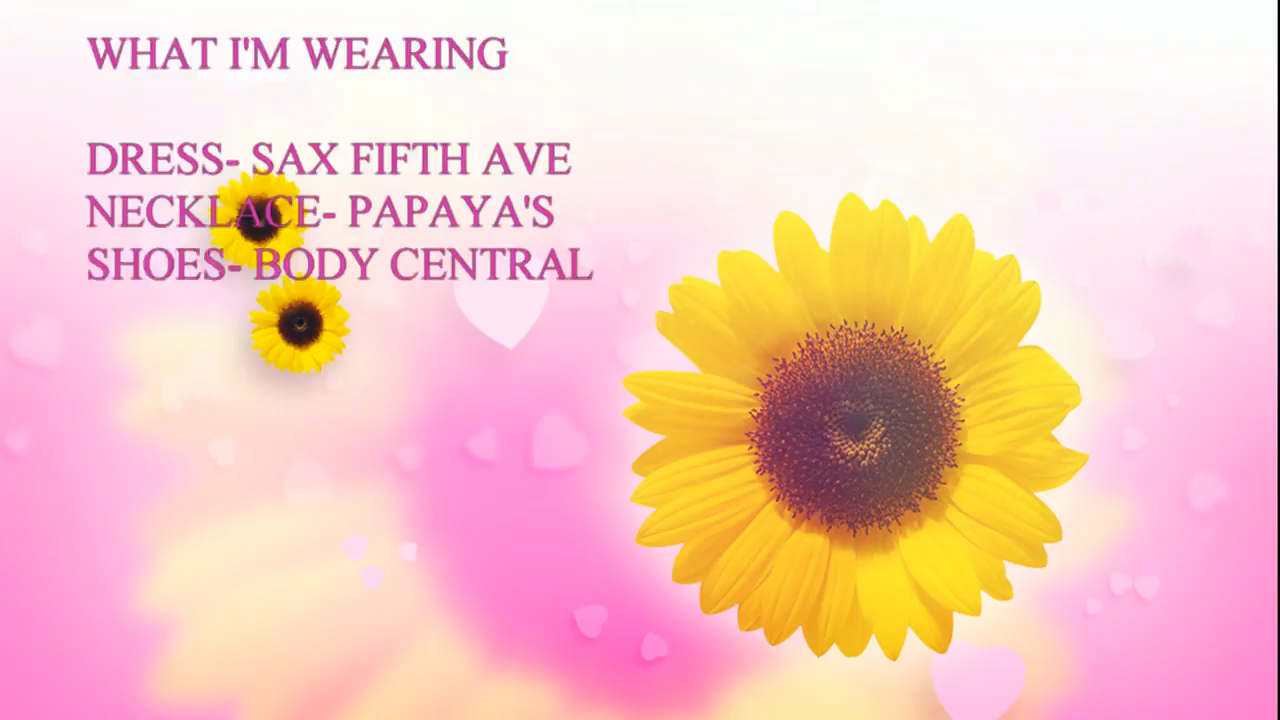 WHAT I'M WEARING
DRESS- SAX FIFTH AVE
NECKLACE- PAPAYA'S
SHOES- BODY CENTRAL